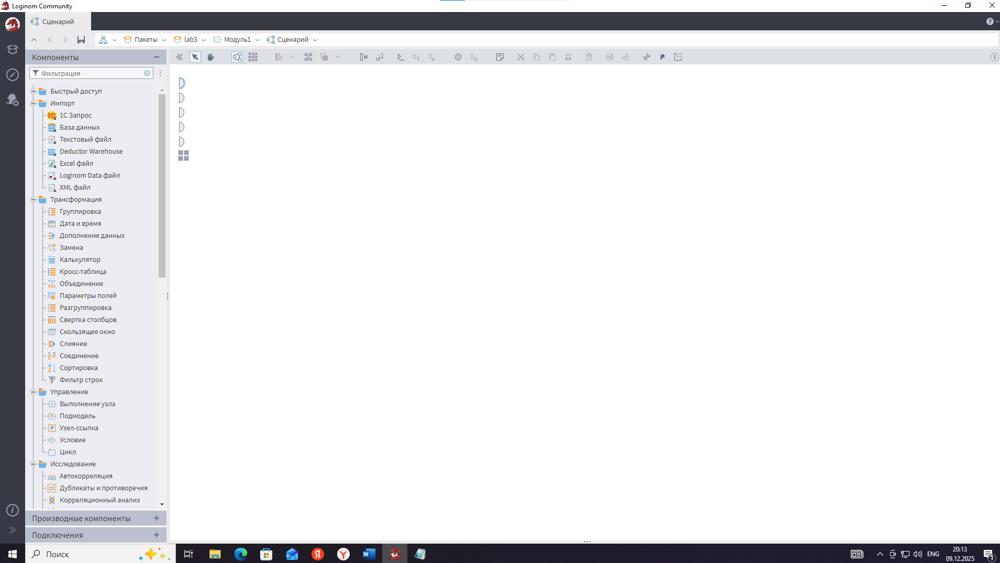 Loginom Community
Сценарий
Пакеты
lab3
Модуль1
Сценарий
Компоненты
Фильтрация
Быстрый доступ
Импорт
1С Запрос
База данных
Текстовый файл
Deductor Warehouse
Excel файл
Loginom Data файл
XML файл
Трансформация
Группировка
Дата и время
Дополнение данных
Замена
Калькулятор
Кросс-таблица
Объединение
Параметры полей
Разгруппировка
Свертка столбцов
Скользящее окно
Слияние
Соединение
Сортировка
Фильтр строк
Управление
Выполнение узла
Подмодель
Узел-ссылка
Условие
Цикл
Исследование
Автокорреляция
Дубликаты и противоречия
Корреляционный анализ
Производные компоненты
Подключения
Поиск
ENG
20:13
09.12.2025
1